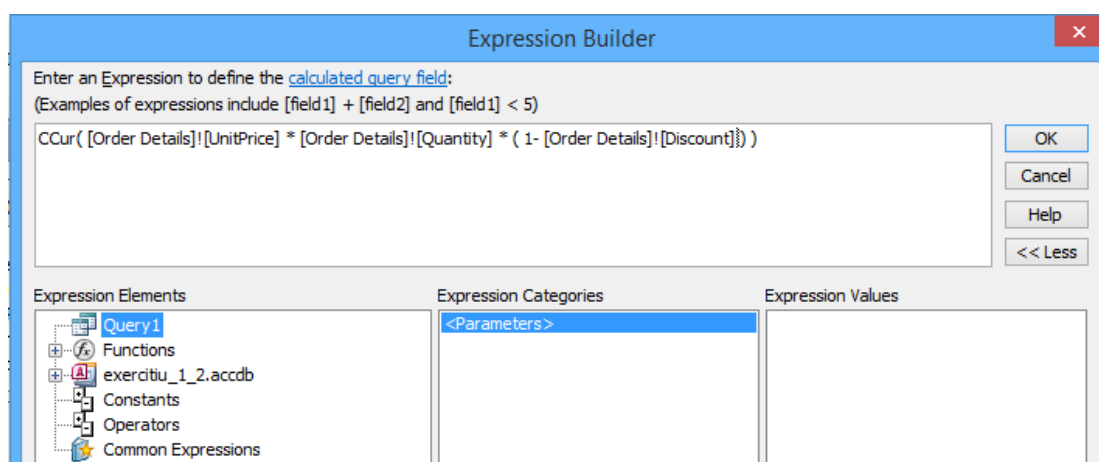 Expression Builder
Enter an Expression to define the calculated query field:
(Examples of expressions include [field1] + [field2] and [field1] < 5)
CCur( [Order Details]![UnitPrice] * [Order Details]![Quantity] * ( 1- [Order Details]![Discount]) )
OK
Cancel
Help
<< Less
Expression Elements
Expression Categories
Expression Values
Query1
Functions
exercitiu_1_2.accdb
Constants
Operators
Common Expressions
<Parameters>